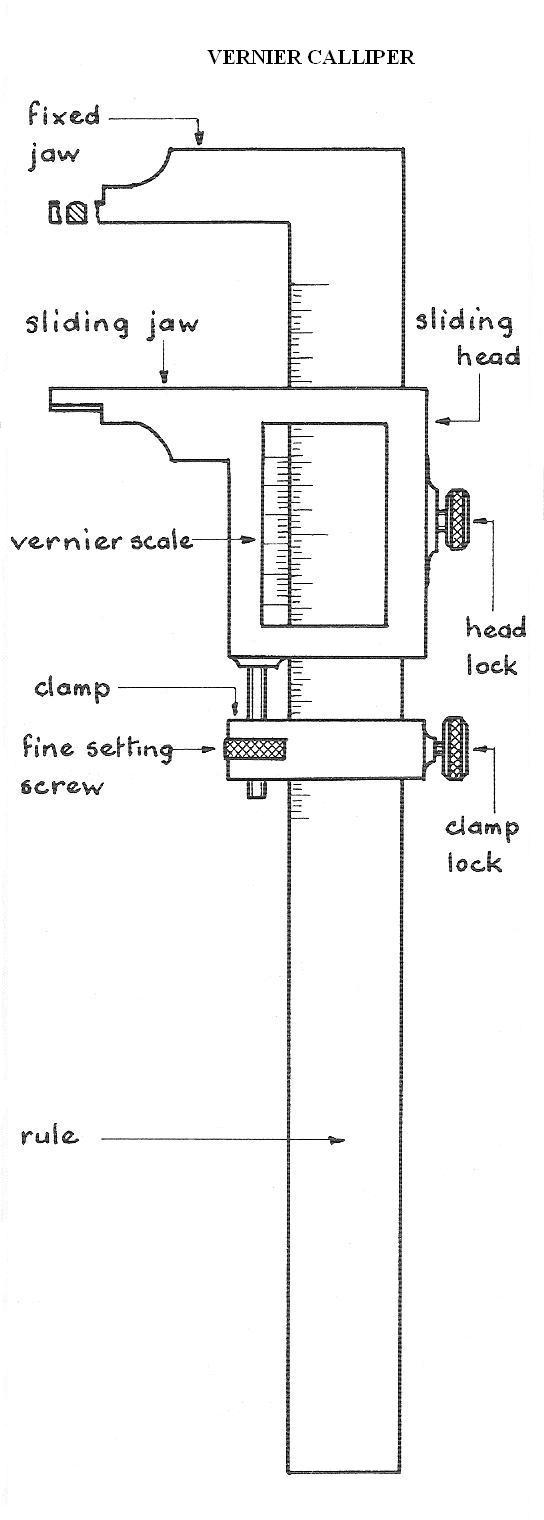 VERNIER CALLIPER
fixed
jaw
sliding jaw
sliding
head
vernier scale
head
lock
clamp
fine setting
screw
clamp
lock
rule